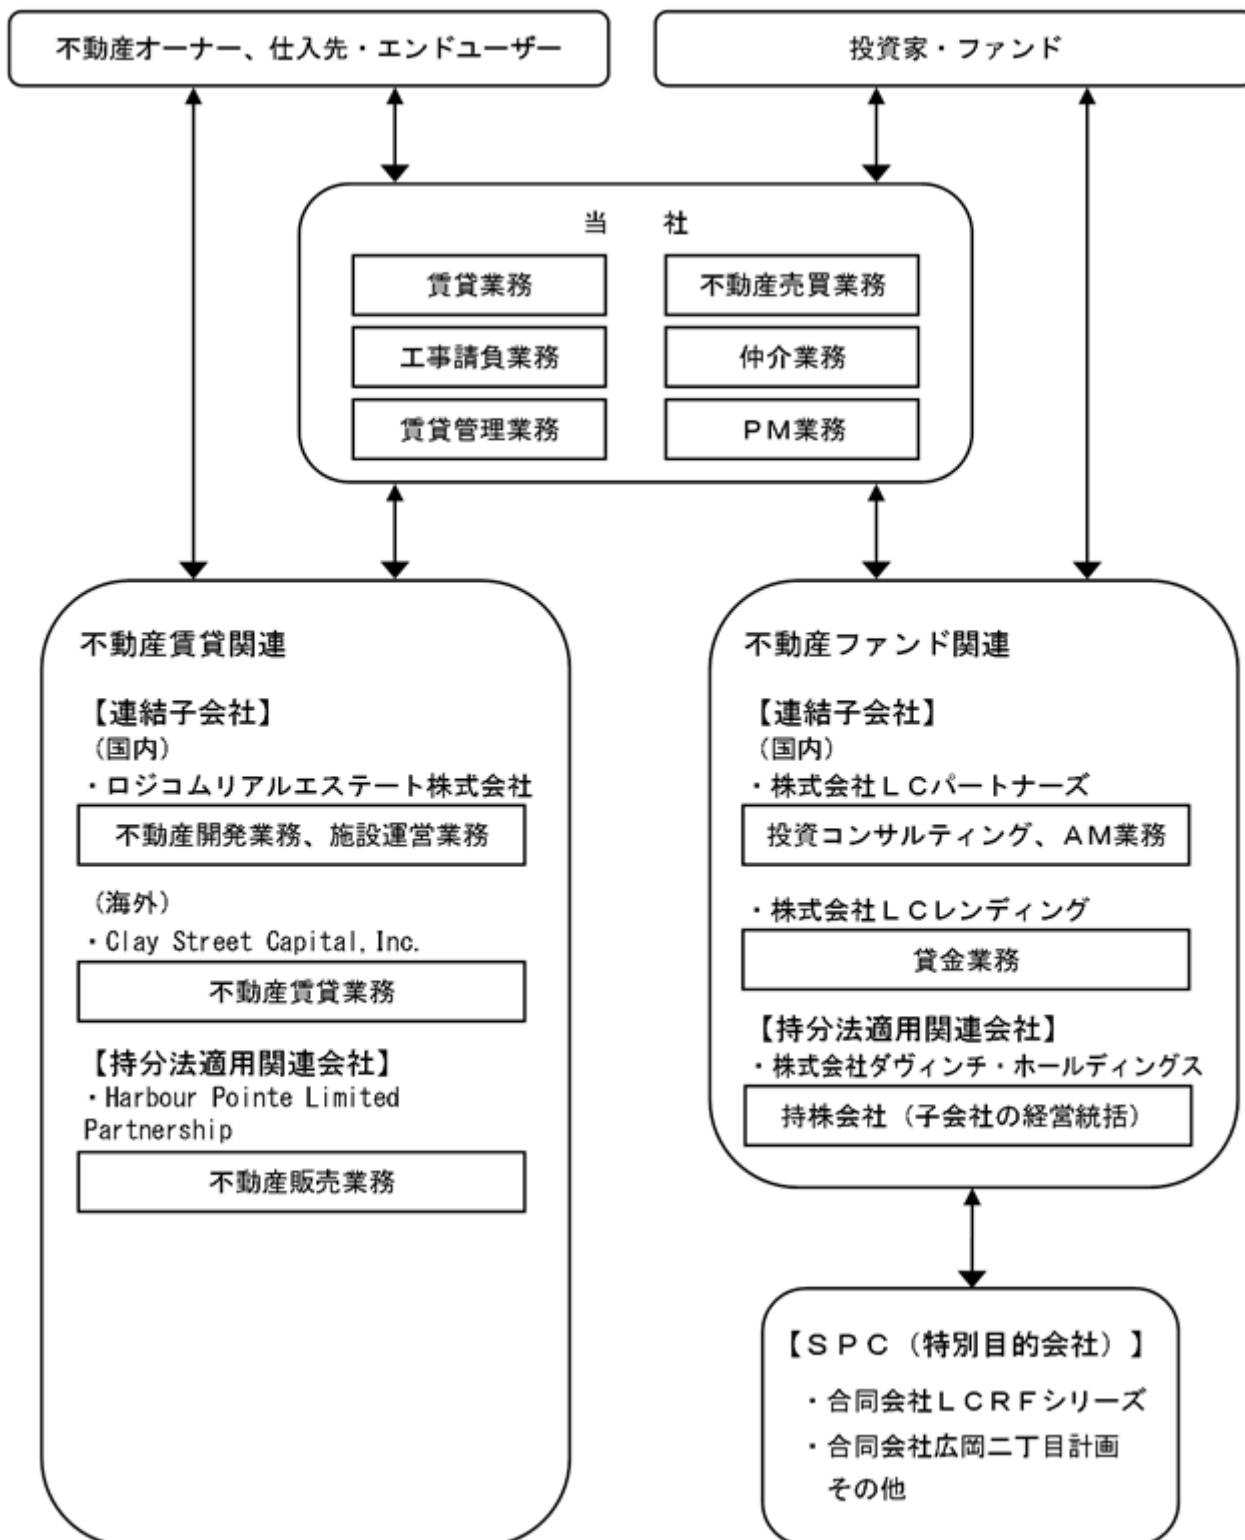 不動産オーナー、仕入先・エンドユーザー
投資家・ファンド
当　社
賃貸業務
不動産売買業務
工事請負業務
仲介業務
賃貸管理業務
ＰＭ業務
不動産賃貸関連
【連結子会社】
（国内）
・ロジコムリアルエステート株式会社
不動産開発業務、施設運営業務
（海外）
・Clay Street Capital,Inc.
不動産賃貸業務
【持分法適用関連会社】
・Harbour Pointe Limited
Partnership
不動産販売業務
不動産ファンド関連
【連結子会社】
（国内）
・株式会社ＬＣパートナーズ
投資コンサルティング、ＡＭ業務
・株式会社ＬＣレンディング
貸金業務
【持分法適用関連会社】
・株式会社ダヴィンチ・ホールディングス
持株会社（子会社の経営統括）
【ＳＰＣ（特別目的会社）】
・合同会社ＬＣＲＦシリーズ
・合同会社広岡二丁目計画
その他